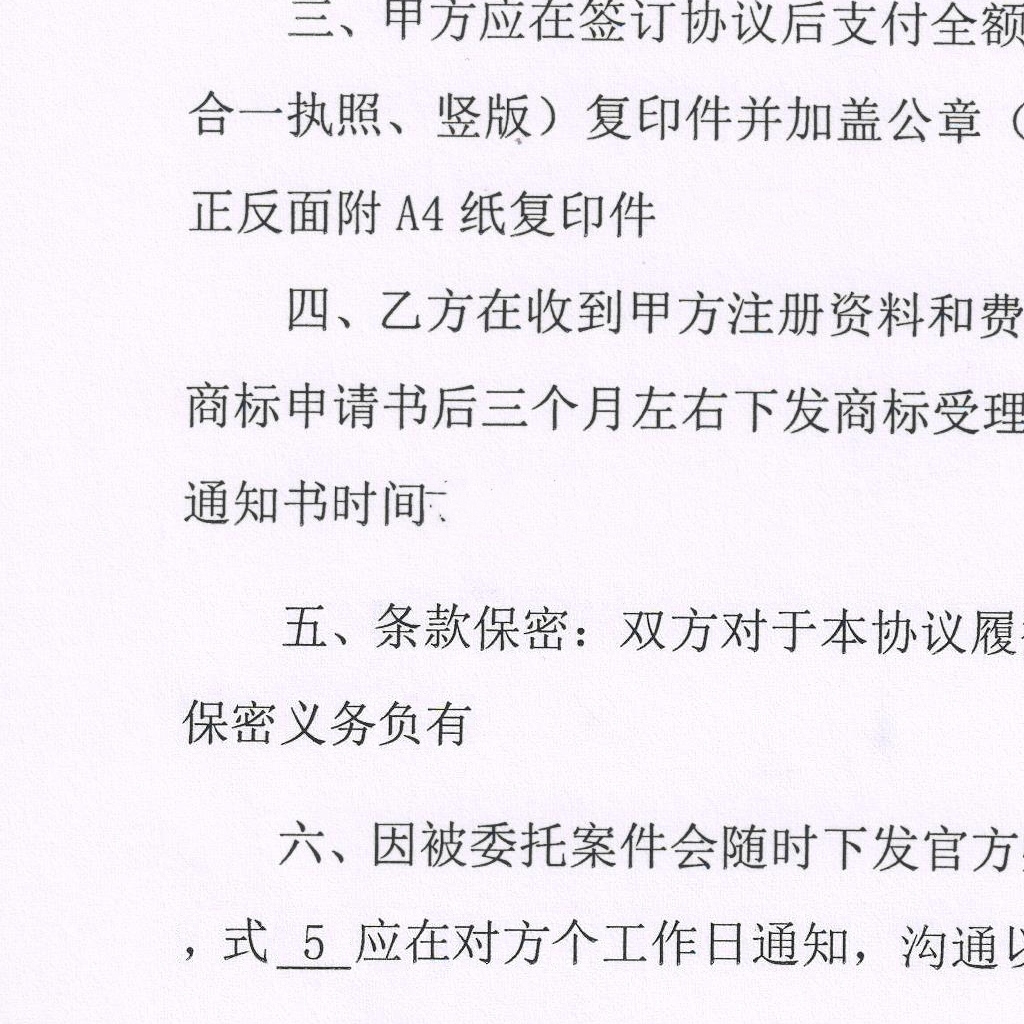 三、甲方应在签订协议后支付全额
合一执照、竖版）复印件并加盖公章（
正反面附 A4 纸复印件
四、乙方在收到甲方注册资料和费
商标申请书后三个月左右下发商标受理
通知书时间
五、条款保密：双方对于本协议履
保密义务负有
六、因被委托案件会随时下发官方
，式 5 应在对方个工作日通知，沟通以